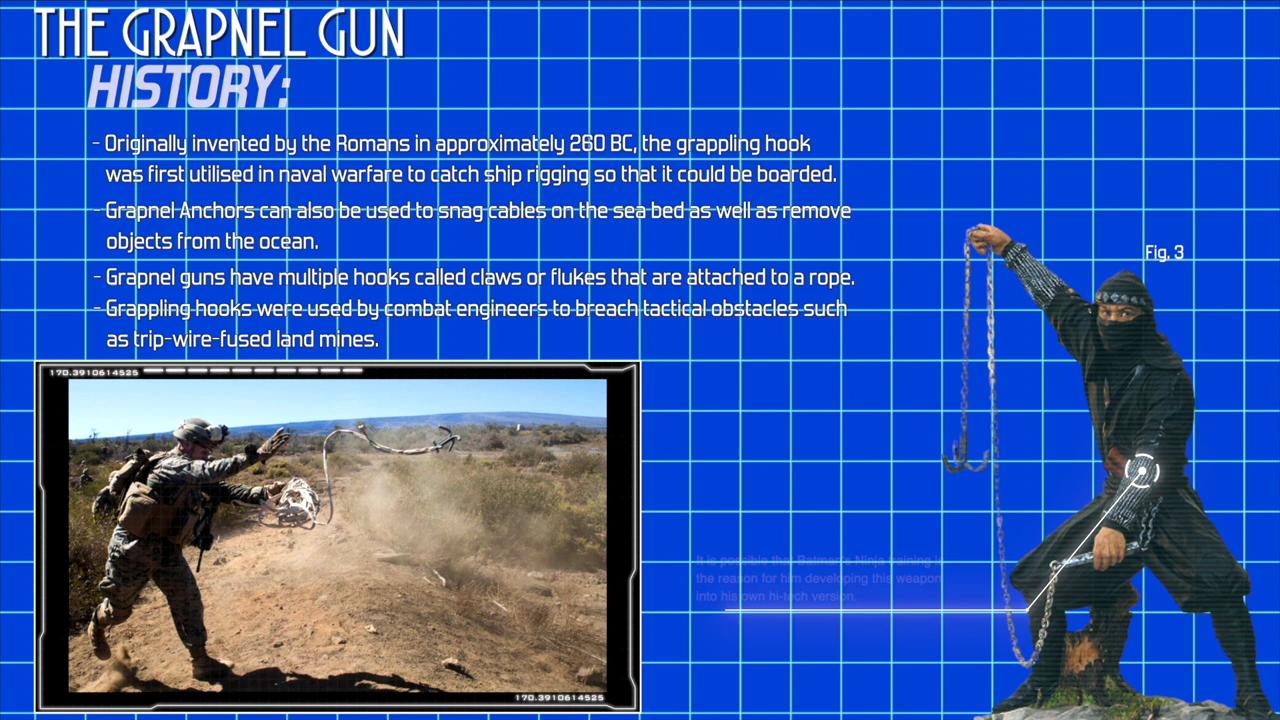 THE GRAPNEL GUN
HISTORY:
- Originally invented by the Romans in approximately 260 BC, the grappling hook
was first utilised in naval warfare to catch ship rigging so that it could be boarded.
- Grapnel Anchors can also be used to snag cables on the sea bed as well as remove
objects from the ocean.
- Grapnel guns have multiple hooks called claws or flukes that are attached to a rope.
- Grappling hooks were used by combat engineers to breach tactical obstacles such
as trip-wire-fused land mines.
Fig. 3
170.3910614525
It is possible that Batman's Ninja training is
the reason for him developing this weapon
into his own hi-tech version.
170.3910614525